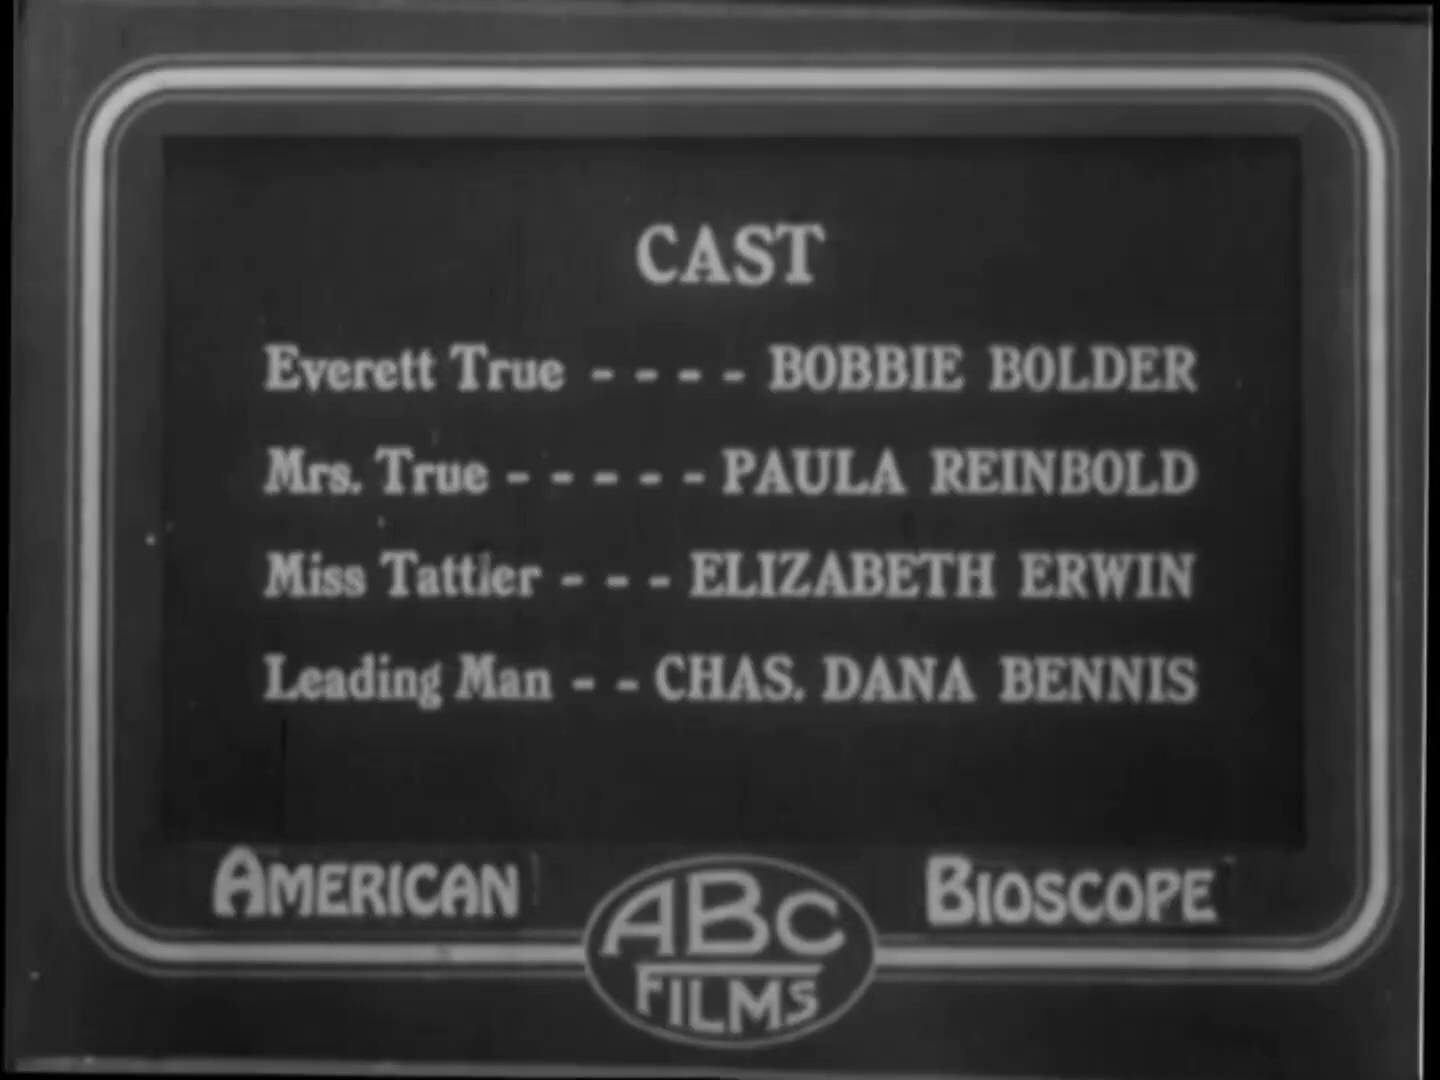 CAST
Everett True - - - - BOBBIE BOLDER
Mrs. True - - - - - PAULA REINBOLD
Miss Tattler - - - ELIZABETH ERWIN
Leading Man - - CHAS. DANA BENNIS
AMERICAN BIOSCOPE
ABC
FILMS